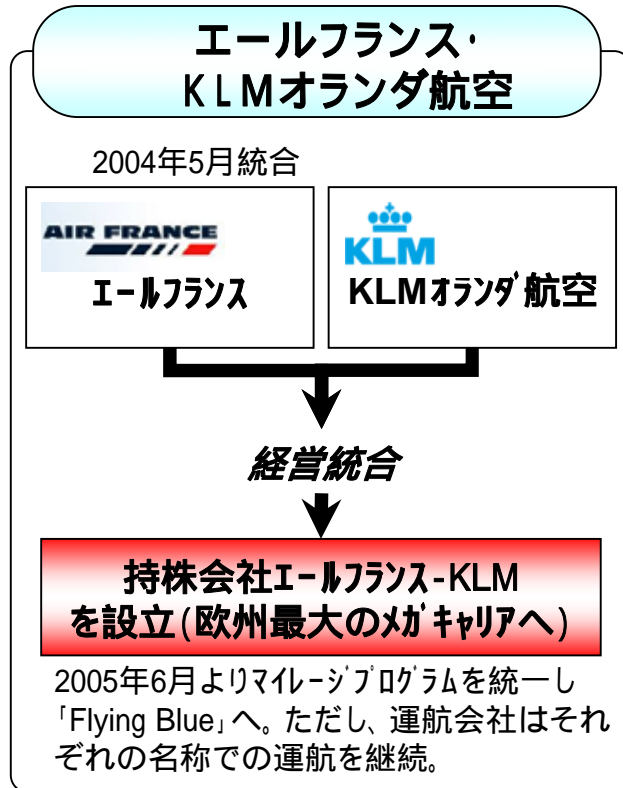 エールフランス・
KLMオランダ航空
2004年5月統合
AIR FRANCE
KLM
エールフランス
KLMオランダ航空
経営統合
持株会社エールフランス-KLM
を設立(欧州最大のメガキャリアへ)
2005年6月よりマイレージプログラムを統一し
「Flying Blue」へ。ただし、運航会社はそれ
ぞれの名称での運航を継続。